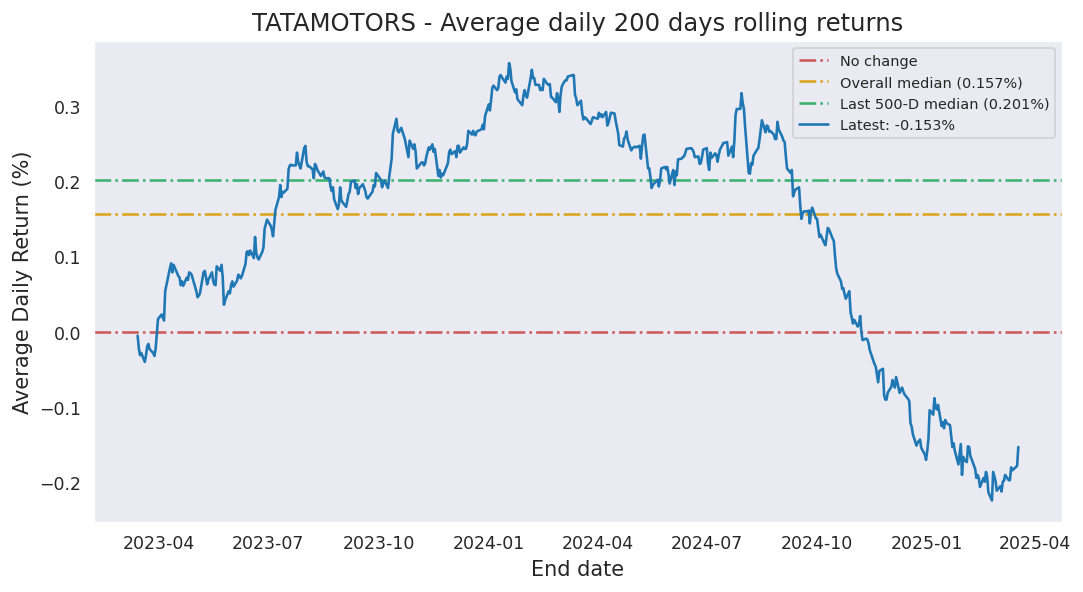 TATAMOTORS - Average daily 200 days rolling returns
No change
Overall median (0.157%)
Last 500-D median (0.201%)
Latest: -0.153%
Average Daily Return (%)
0.3
0.2
0.1
0.0
−0.1
−0.2
2023-04 2023-07 2023-10 2024-01 2024-04 2024-07 2024-10 2025-01 2025-04
End date